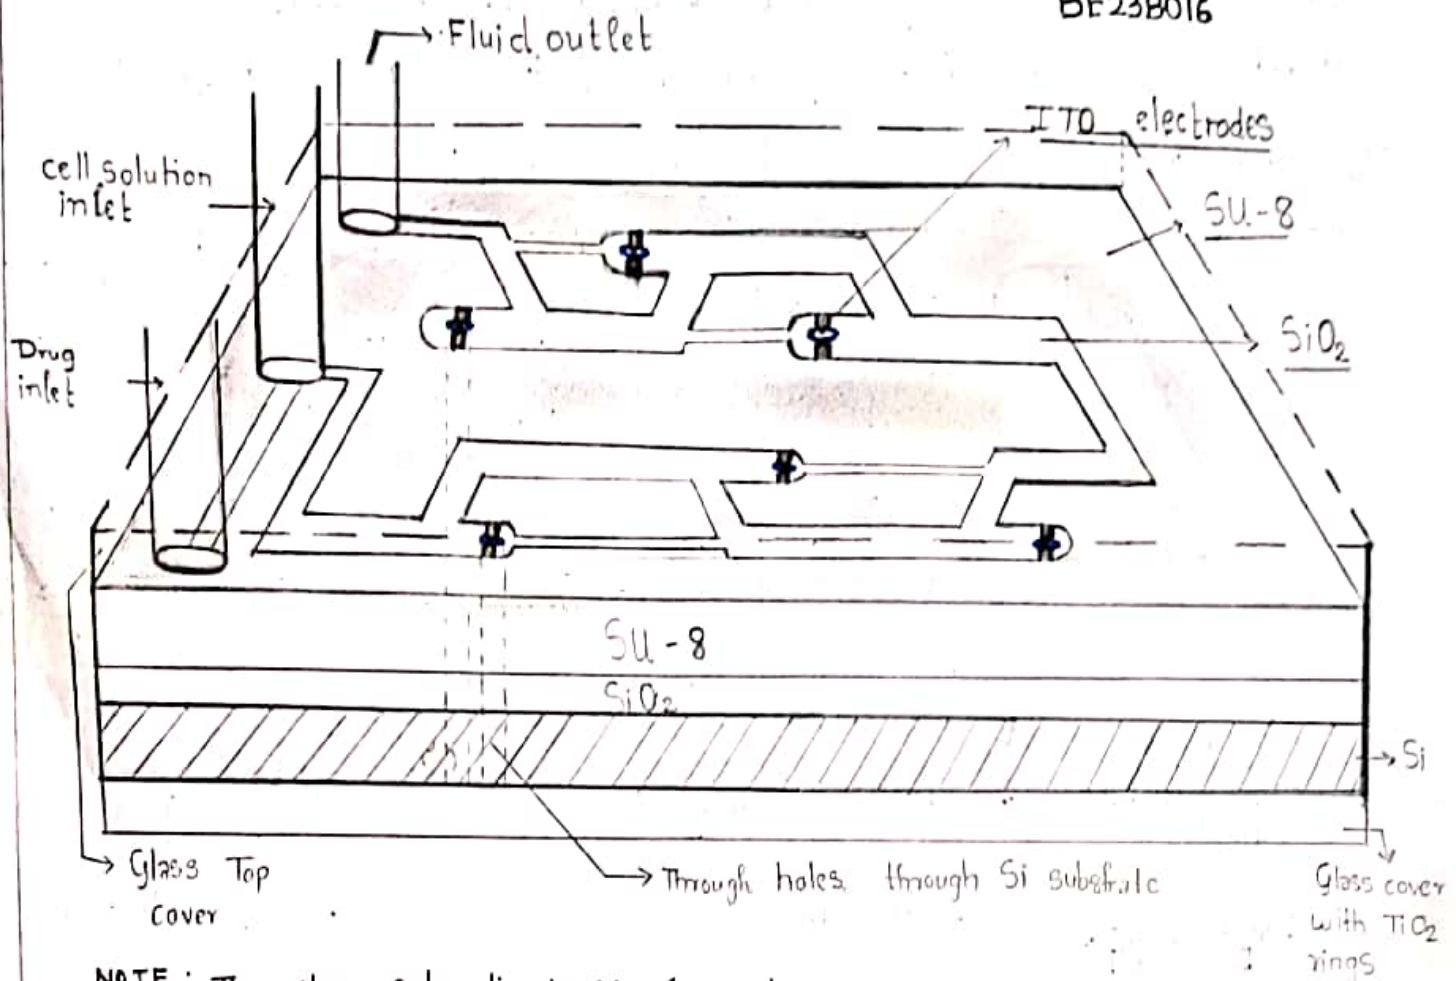 BE23B016
Fluid outlet
ITO electrodes
cell solution
inlet
SU-8
SiO2
Drug
inlet
SU-8
SiO2
Si
Glass Top
cover
Through holes through Si substrate
Glass cover
with TiO2
rings
NOTE :